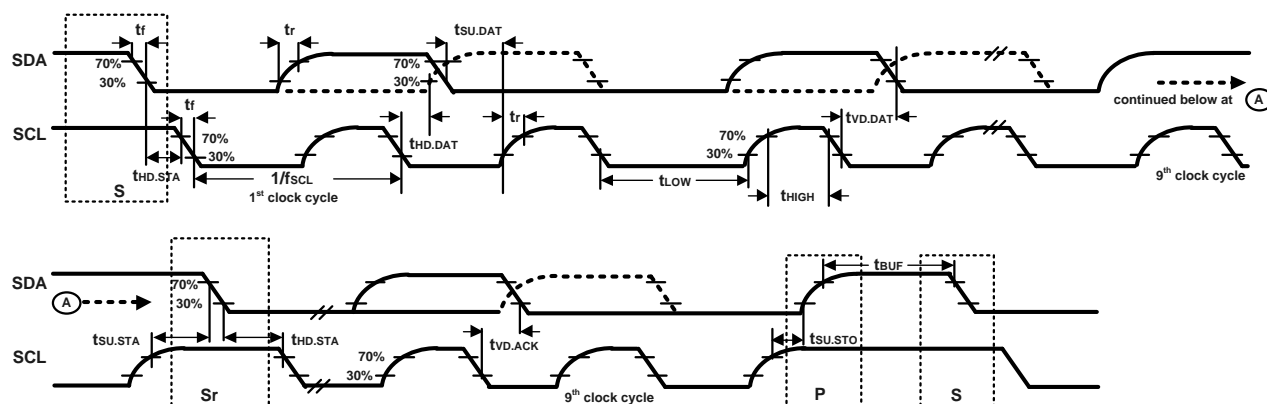 tf
tr
tSU.DAT
SDA
70%
30%
70%
30%
continued below at A
tf
SCL
70%
30%
tHD.DAT
tr
70%
30%
tVD.DAT
tHD.STA
1/fSCL
1st clock cycle
tLOW
tHIGH
9th clock cycle
S
SDA
A
70%
30%
tBUF
tSU.STA
tHD.STA
tVD.ACK
tSU.STO
SCL
70%
30%
9th clock cycle
Sr
P
S